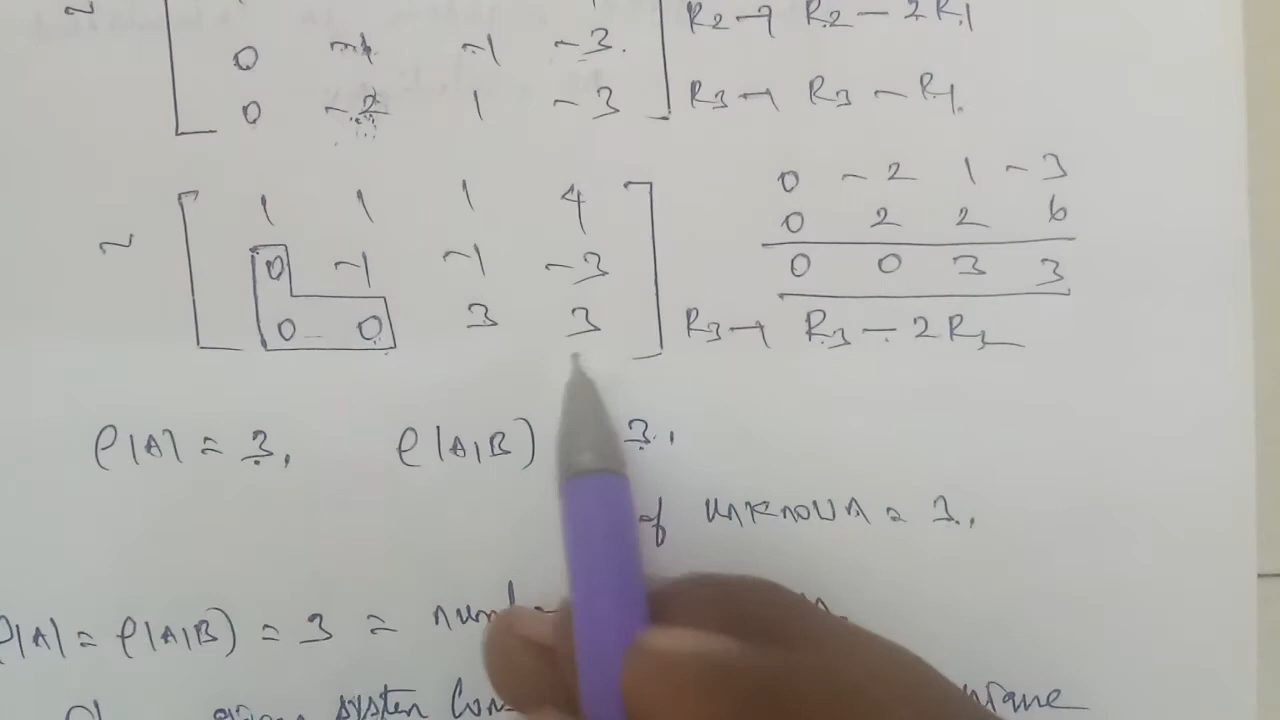 ~ R2 → R2 - 2R1
0 -1 -1 -3
0 -2 1 -3 R3 → R3 - R1
0 -2 1 -3
~ 1 1 1 4 0 2 2 6
0 -1 -1 -3 0 0 3 3
0 0 3 3 R3 → R3 - 2R2
ρ(A) = 3, ρ(A,B) 3,
of unknown = 3,
ρ(A) = ρ(A,B) = 3 =
system